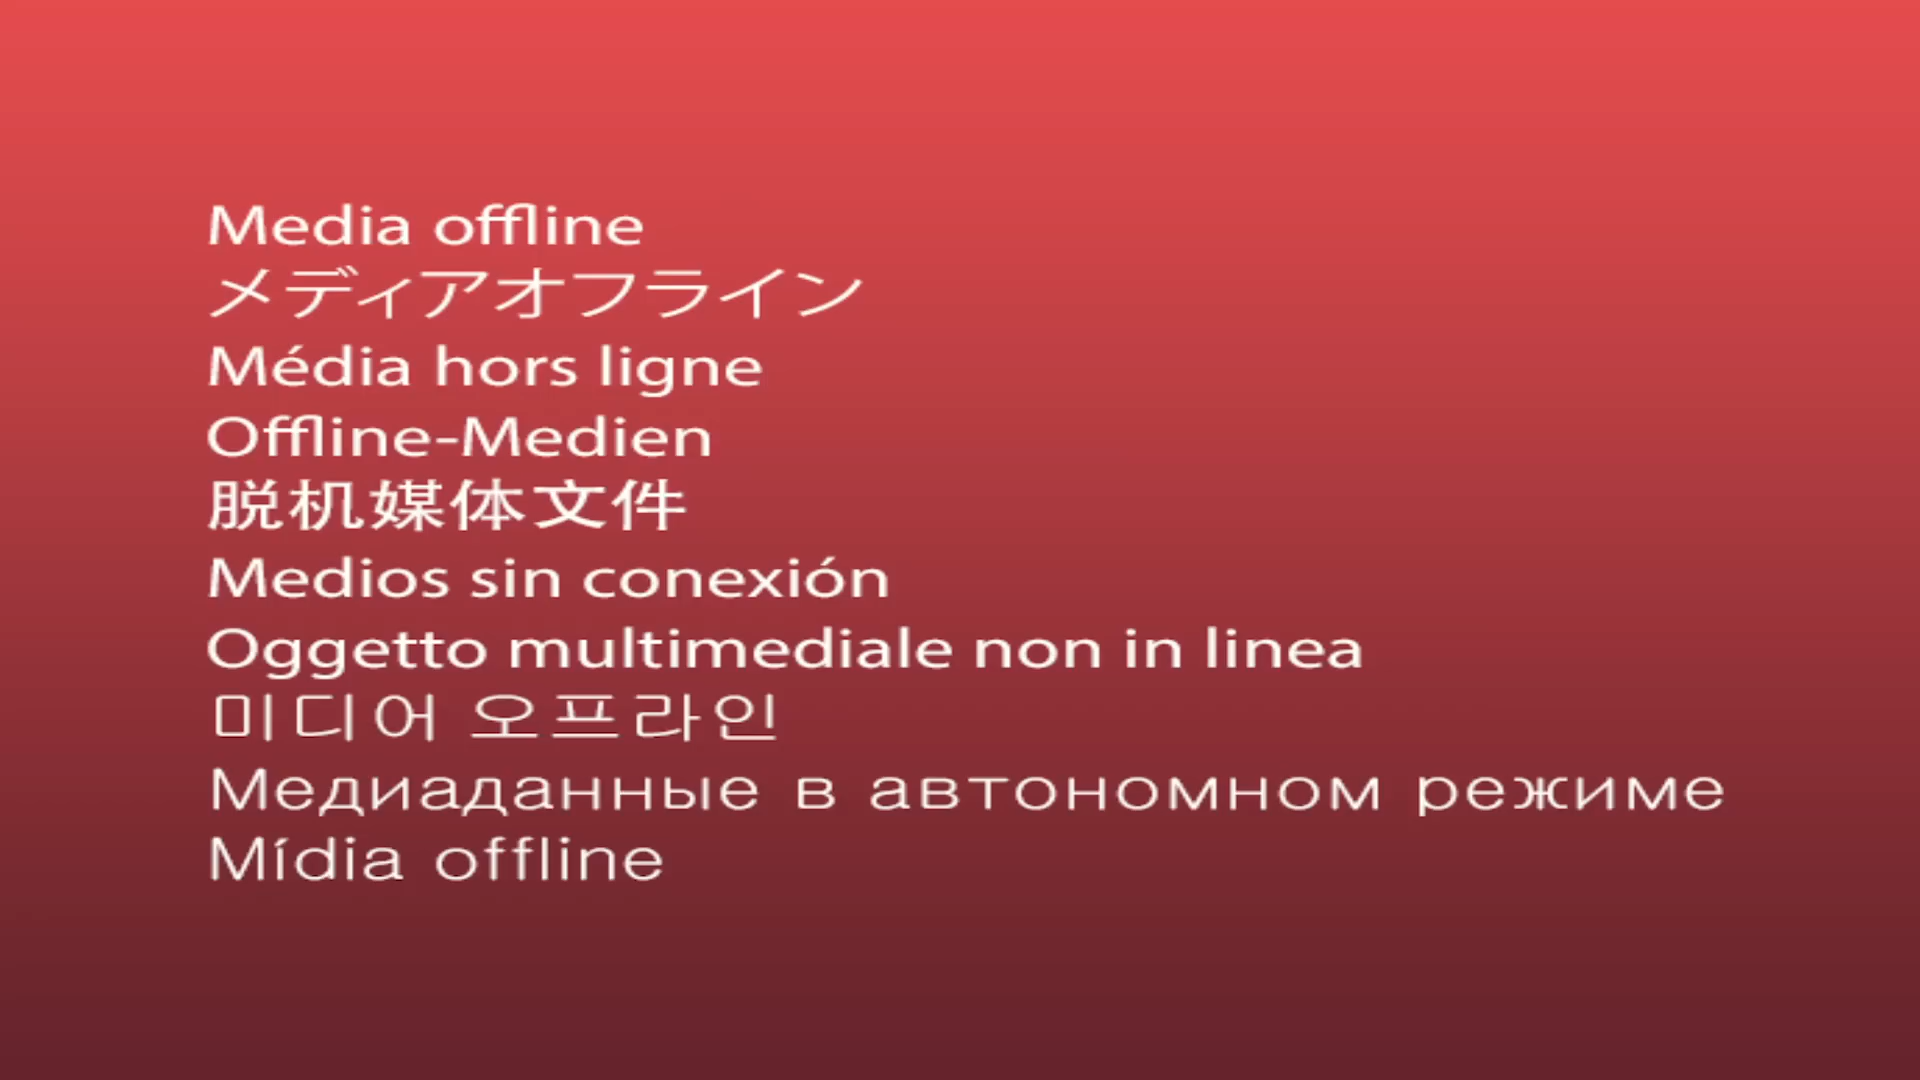 Media offline
メディアオフライン
Média hors ligne
Offline-Medien
脱机媒体文件
Medios sin conexión
Oggetto multimediale non in linea
미디어 오프라인
Медиаданные в автономном режиме
Mídia offline